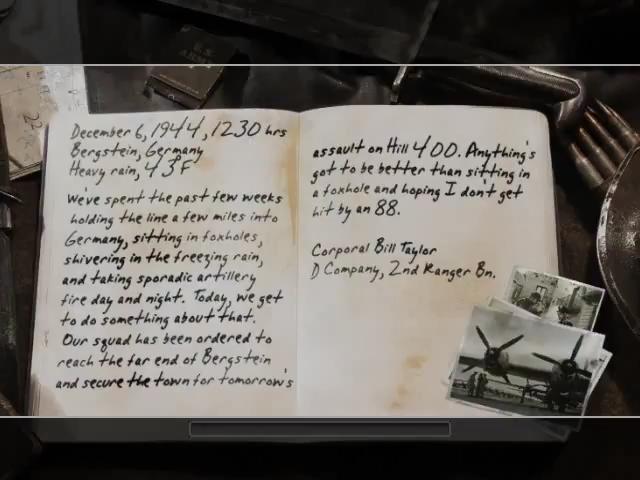 U.S. ARMY
22
December 6, 1944, 1230 hrs
Bergstein, Germany
Heavy rain, 43°F
We've spent the past few weeks
holding the line a few miles into
Germany, sitting in foxholes,
shivering in the freezing rain,
and taking sporadic artillery
fire day and night. Today, we get
to do something about that.
Our squad has been ordered to
reach the far end of Bergstein
and secure the town for tomorrow's
assault on Hill 400. Anything's
got to be better than sitting in
a foxhole and hoping I don't get
hit by an 88.
Corporal Bill Taylor
D Company, 2nd Ranger Bn.